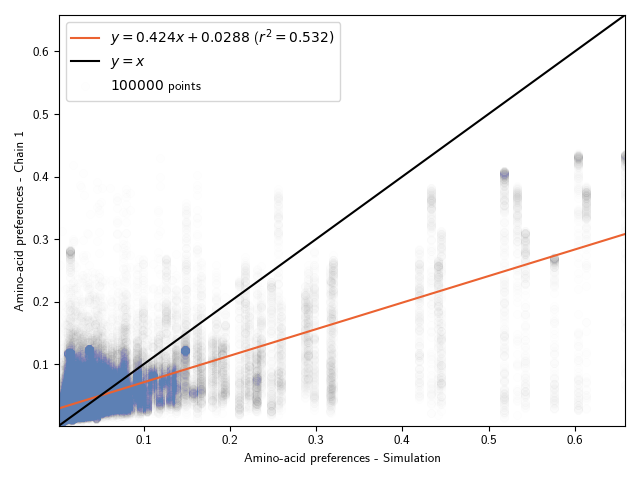 y = 0.424x + 0.0288 (r² = 0.532)
y = x
100000 points
Amino-acid preferences - Chain 1
0.6
0.5
0.4
0.3
0.2
0.1
0.1 0.2 0.3 0.4 0.5 0.6
Amino-acid preferences - Simulation